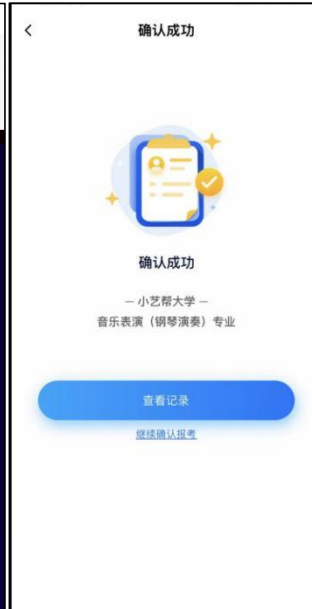 确认成功
确认成功
— 小艺帮大学 —
音乐表演（钢琴演奏）专业
查看记录
继续确认报考